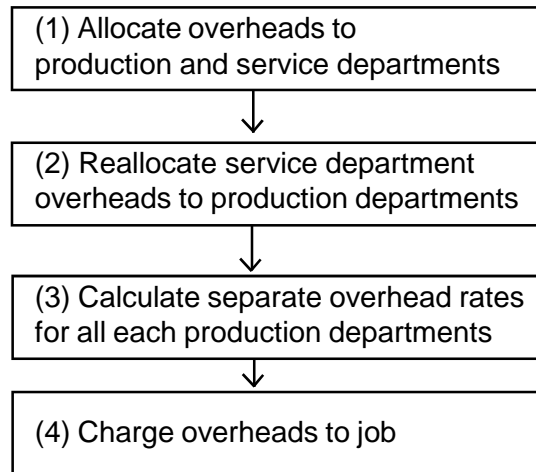 (1) Allocate overheads to
production and service departments
(2) Reallocate service department
overheads to production departments
(3) Calculate separate overhead rates
for all each production departments
(4) Charge overheads to job